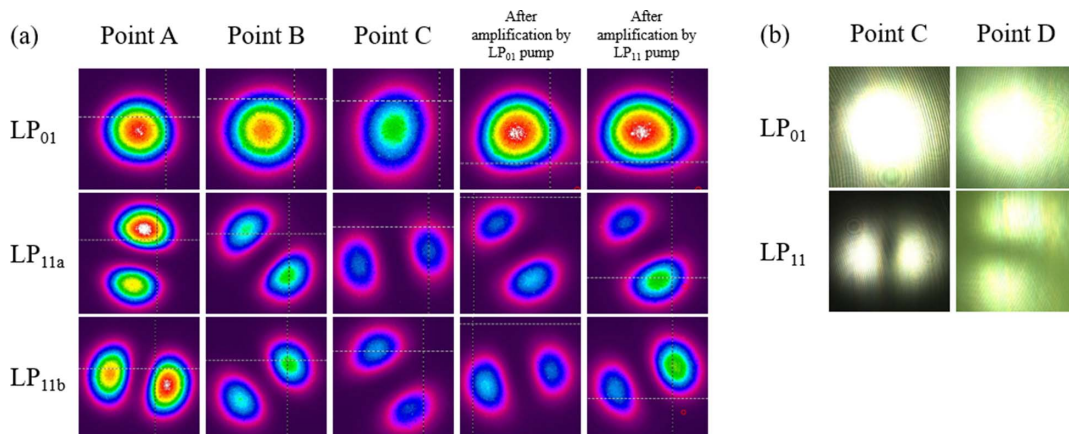 (a)
Point A
Point B
Point C
After
amplification by
LP01 pump
After
amplification by
LP11 pump
LP01
LP11a
LP11b
(b)
Point C
Point D
LP01
LP11